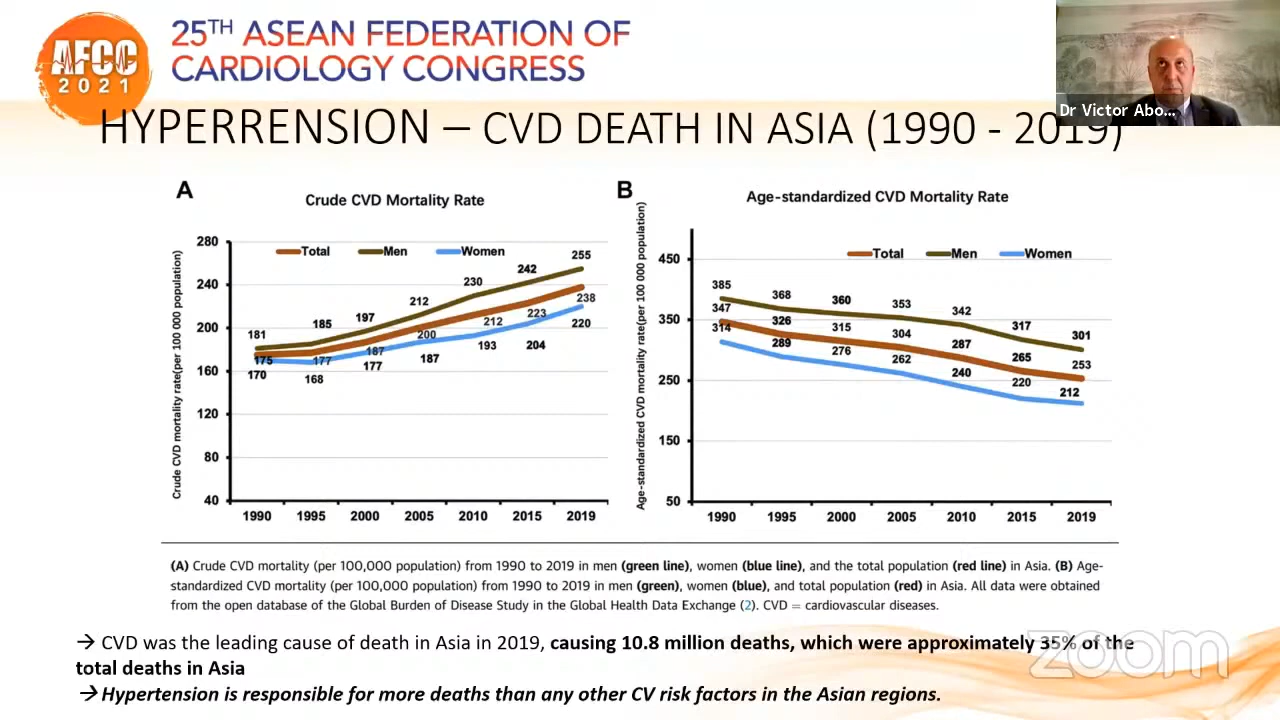 AFCC
2021
25TH ASEAN FEDERATION OF
CARDIOLOGY CONGRESS
Dr Victor Abo...
HYPERRENSION – CVD DEATH IN ASIA (1990 - 2019)
A
Crude CVD Mortality Rate
Crude CVD mortality rate(per 100 000 population)
Total Men Women
280
240
200
160
120
80
40
181 185 197 212 230 242 255
175 177 187 200 212 223 238
170 168 177 187 193 204 220
1990 1995 2000 2005 2010 2015 2019
B
Age-standardized CVD Mortality Rate
Age-standardized CVD mortality rate(per 100 000 population)
Total Men Women
450
350
250
150
50
385 368 360 353 342 317 301
347 326 315 304 287 265 253
314 289 276 262 240 220 212
1990 1995 2000 2005 2010 2015 2019
(A) Crude CVD mortality (per 100,000 population) from 1990 to 2019 in men (green line), women (blue line), and the total population (red line) in Asia. (B) Age-
standardized CVD mortality (per 100,000 population) from 1990 to 2019 in men (green), women (blue), and total population (red) in Asia. All data were obtained
from the open database of the Global Burden of Disease Study in the Global Health Data Exchange (2). CVD = cardiovascular diseases.
→ CVD was the leading cause of death in Asia in 2019, causing 10.8 million deaths, which were approximately 35% of the
total deaths in Asia
→Hypertension is responsible for more deaths than any other CV risk factors in the Asian regions.
zoom